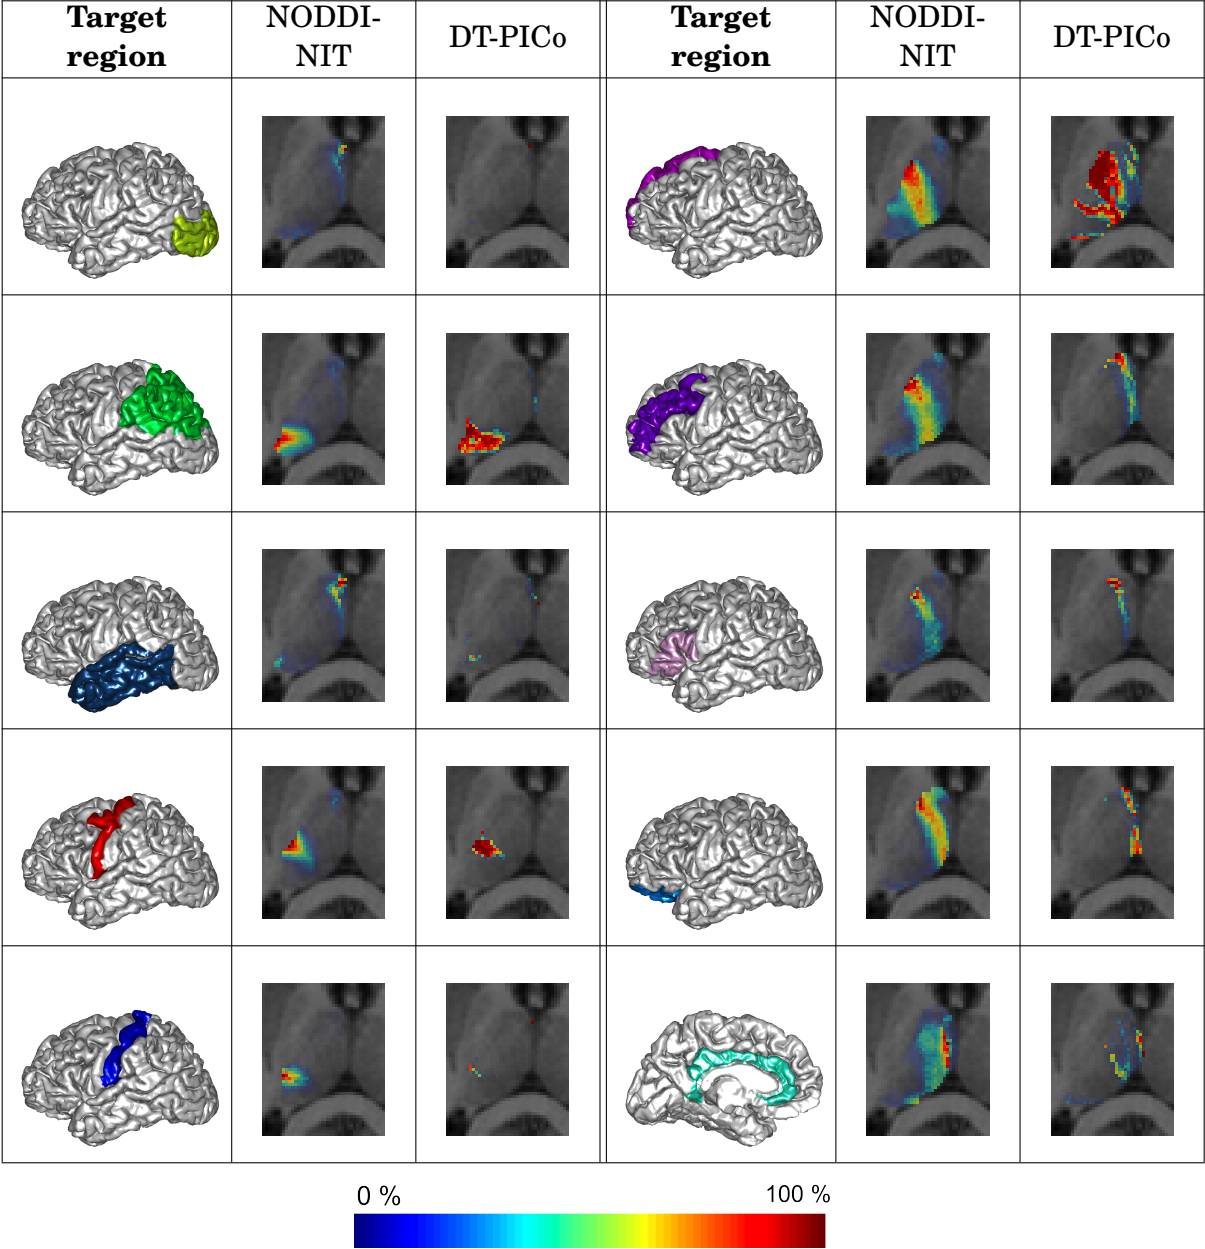 Target region
NODDI-NIT
DT-PICo
Target region
NODDI-NIT
DT-PICo
0 %
100 %